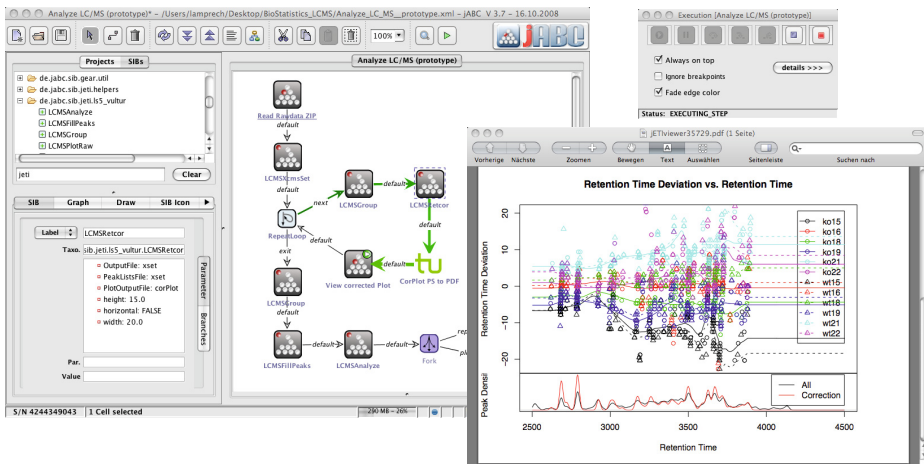 Analyze LC/MS (prototype)* - /Users/lamprech/Desktop/BioStatistics_LCMS/Analyze_LC_MS__prototype.xml - jABC V 3.7 - 16.10.2008
100%
jABC
Projects
SIBs
de.jabc.sib.gear.util
de.jabc.sib.jeti.helpers
de.jabc.sib.jeti.ls5_vultur
LCMSAnalyze
LCMSFillPeaks
LCMSGroup
LCMSPlotRaw
jeti
Clear
SIB
Graph
Draw
SIB Icon
Label
LCMSRetcor
Taxo.
sib.jeti.ls5_vultur.LCMSRetcor
OutputFile: xset
PeakListsFile: xset
PlotOutputFile: corPlot
height: 15.0
horizontal: FALSE
width: 20.0
Parameter
Branches
Par.
Value
S/N 4244349043
1 Cell selected
290 MB - 26%
Analyze LC/MS (prototype)
Read Rawdata ZIP
default
LCMSXcmsSet
default
next
LCMSGroup
default
LCMSRetcor
RepeatLoop
default
default
exit
View corrected Plot
default
tu
CorPlot PS to PDF
LCMSGroup
default
LCMSFillPeaks
default
LCMSAnalyze
default
Fork
Execution [Analyze LC/MS (prototype)]
Always on top
Ignore breakpoints
Fade edge color
details >>>
Status: EXECUTING_STEP
jETIviewer35729.pdf (1 Seite)
Vorherige
Nächste
Zoomen
Bewegen
Text
Auswählen
Seitenleiste
Suchen nach
Retention Time Deviation vs. Retention Time
Retention Time Deviation
20
10
0
-10
-20
ko15
ko16
ko18
ko19
ko21
ko22
wt15
wt16
wt18
wt19
wt21
wt22
Peak Densit
All
Correction
2500
3000
3500
4000
4500
Retention Time